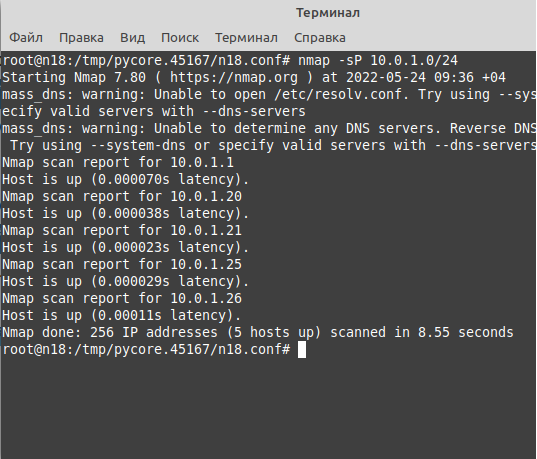 Терминал
Файл Правка Вид Поиск Терминал Справка
root@n18:/tmp/pycore.45167/n18.conf# nmap -sP 10.0.1.0/24
Starting Nmap 7.80 ( https://nmap.org ) at 2022-05-24 09:36 +04
mass_dns: warning: Unable to open /etc/resolv.conf. Try using --sys
ecify valid servers with --dns-servers
mass_dns: warning: Unable to determine any DNS servers. Reverse DNS
Try using --system-dns or specify valid servers with --dns-servers
Nmap scan report for 10.0.1.1
Host is up (0.000070s latency).
Nmap scan report for 10.0.1.20
Host is up (0.000038s latency).
Nmap scan report for 10.0.1.21
Host is up (0.000023s latency).
Nmap scan report for 10.0.1.25
Host is up (0.000029s latency).
Nmap scan report for 10.0.1.26
Host is up (0.00011s latency).
Nmap done: 256 IP addresses (5 hosts up) scanned in 8.55 seconds
root@n18:/tmp/pycore.45167/n18.conf#